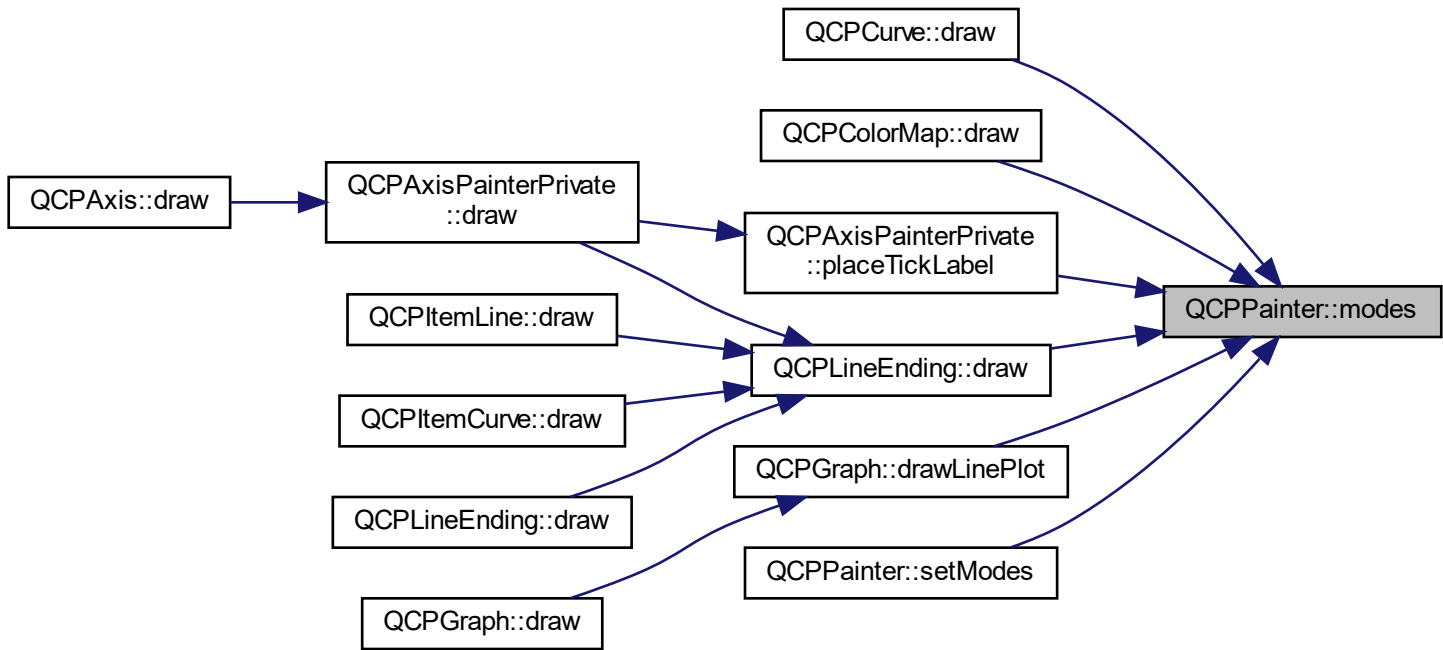 QCPCurve::draw
QCPColorMap::draw
QCPAxis::draw
QCPAxisPainterPrivate
::draw
QCPAxisPainterPrivate
::placeTickLabel
QCPPainter::modes
QCPItemLine::draw
QCPLineEnding::draw
QCPItemCurve::draw
QCPGraph::drawLinePlot
QCPLineEnding::draw
QCPPainter::setModes
QCPGraph::draw